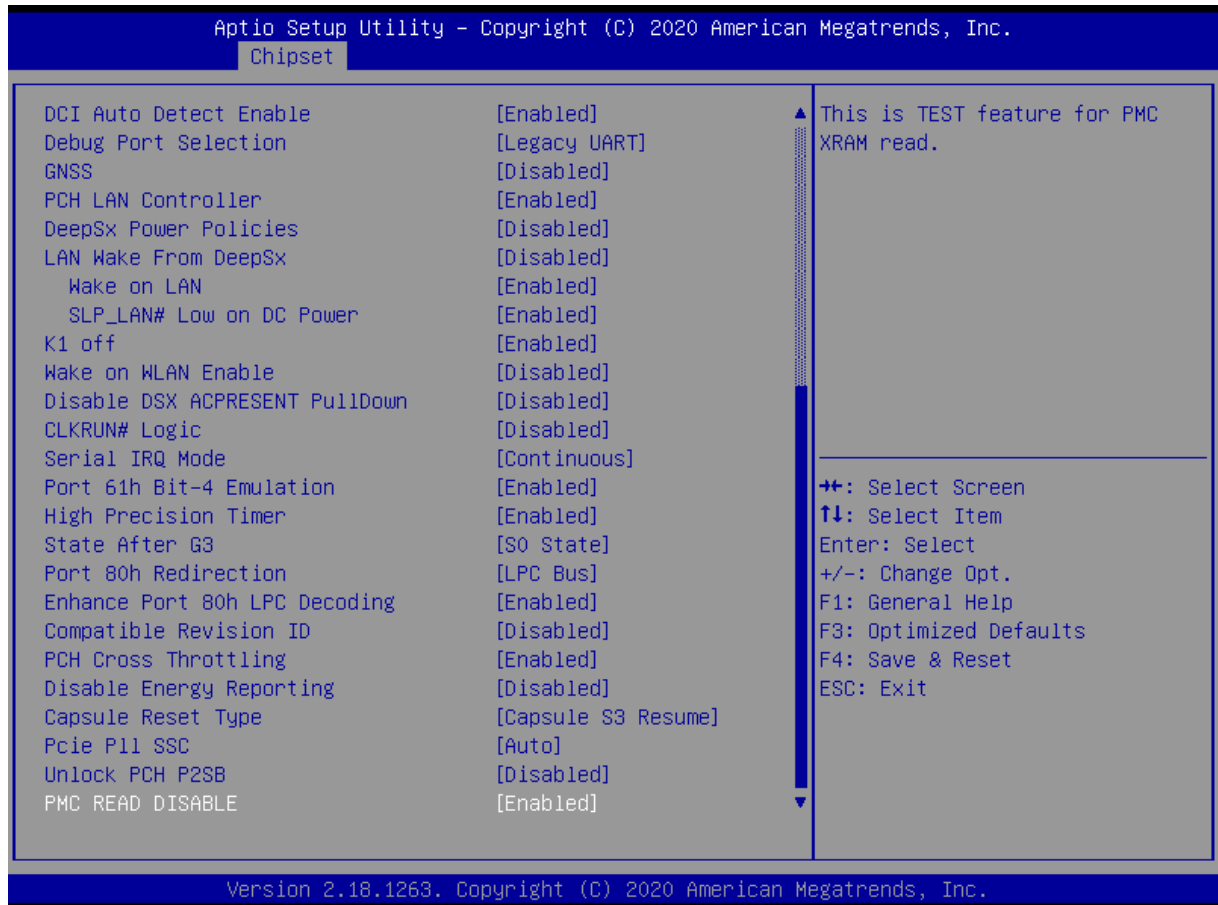 Aptio Setup Utility – Copyright (C) 2020 American Megatrends, Inc.
Chipset
DCI Auto Detect Enable [Enabled]
Debug Port Selection [Legacy UART]
GNSS [Disabled]
PCH LAN Controller [Enabled]
DeepSx Power Policies [Disabled]
LAN Wake From DeepSx [Disabled]
Wake on LAN [Enabled]
SLP_LAN# Low on DC Power [Enabled]
K1 off [Enabled]
Wake on WLAN Enable [Disabled]
Disable DSX ACPRESENT PullDown [Disabled]
CLKRUN# Logic [Disabled]
Serial IRQ Mode [Continuous]
Port 61h Bit-4 Emulation [Enabled]
High Precision Timer [Enabled]
State After G3 [S0 State]
Port 80h Redirection [LPC Bus]
Enhance Port 80h LPC Decoding [Enabled]
Compatible Revision ID [Disabled]
PCH Cross Throttling [Enabled]
Disable Energy Reporting [Disabled]
Capsule Reset Type [Capsule S3 Resume]
Pcie Pll SSC [Auto]
Unlock PCH P2SB [Disabled]
PMC READ DISABLE [Enabled]
This is TEST feature for PMC
XRAM read.
→←: Select Screen
↑↓: Select Item
Enter: Select
+/-: Change Opt.
F1: General Help
F3: Optimized Defaults
F4: Save & Reset
ESC: Exit
Version 2.18.1263. Copyright (C) 2020 American Megatrends, Inc.